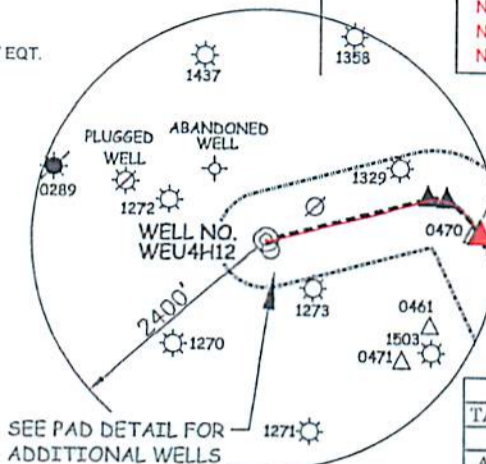 EQT.
1437
1358
N
N
N
PLUGGED
WELL
ABANDONED
WELL
0289
1272
1329
WELL NO.
WEU4H12
0470
2400'
1273
0461
1503
0471
1270
SEE PAD DETAIL FOR
ADDITIONAL WELLS
1271
TA
A